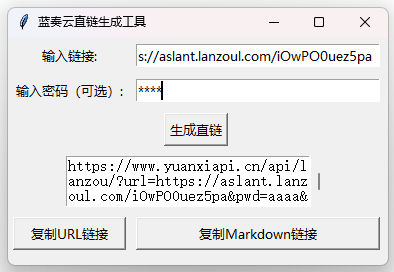 蓝奏云直链生成工具
输入链接:
s://aslant.lanzoul.com/iOwPO0uez5pa
输入密码（可选）:
****
生成直链
https://www.yuanxiapi.cn/api/l
anzou/?url=https://aslant.lanz
oul.com/iOwPO0uez5pa&pwd=aaaa&
复制URL链接
复制Markdown链接